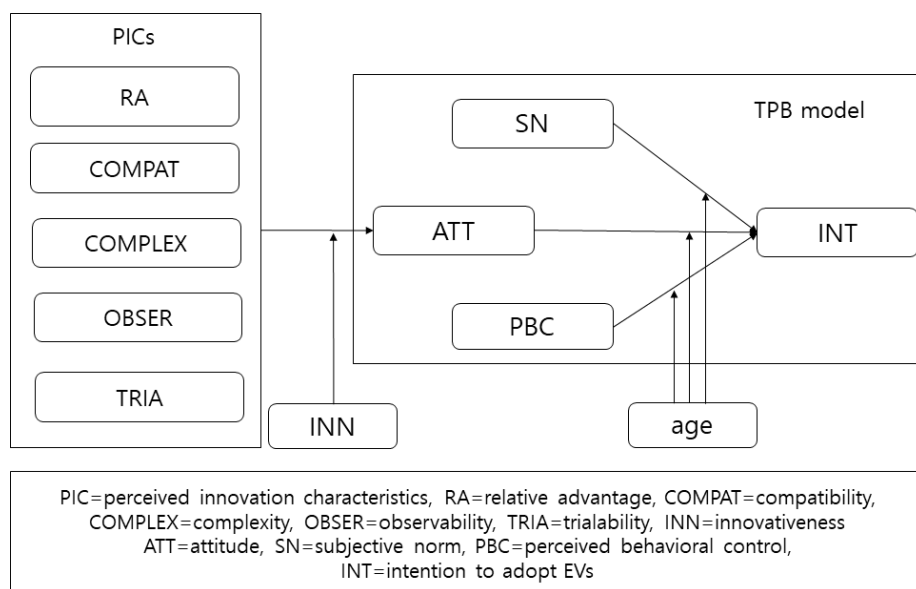 PICs
RA
COMPAT
COMPLEX
OBSER
TRIA
INN
TPB model
SN
ATT
PBC
INT
age
PIC=perceived innovation characteristics, RA=relative advantage, COMPAT=compatibility,
COMPLEX=complexity, OBSER=observability, TRIA=trialability, INN=innovativeness
ATT=attitude, SN=subjective norm, PBC=perceived behavioral control,
INT=intention to adopt EVs